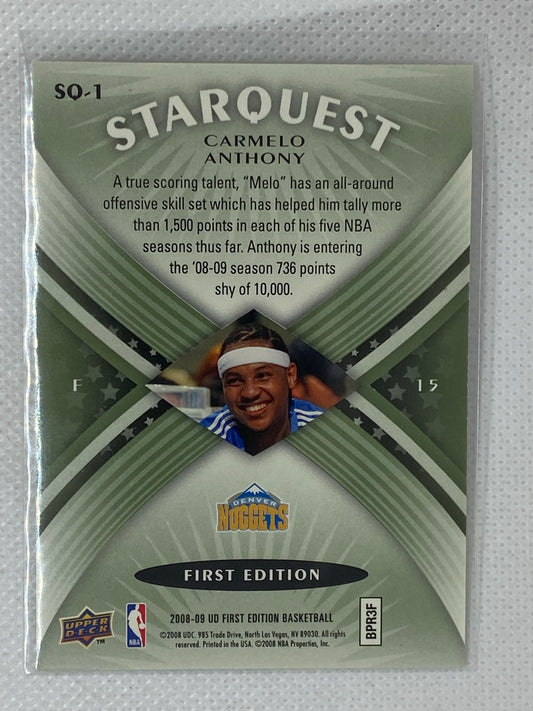 SQ-1
STARQUEST
CARMELO
ANTHONY
A true scoring talent, “Melo” has an all-around
offensive skill set which has helped him tally more
than 1,500 points in each of his five NBA
seasons thus far. Anthony is entering
the ’08-09 season 736 points
shy of 10,000.
F
15
DENVER
NUGGETS
FIRST EDITION
UPPER
DECK
TM
NBA
2008-09 UD FIRST EDITION BASKETBALL
©2008 UDC. 985 Trade Drive, North Las Vegas, NV 89030. All rights
reserved. Printed in the USA. ©2008 NBA Properties, Inc.
BPR3F